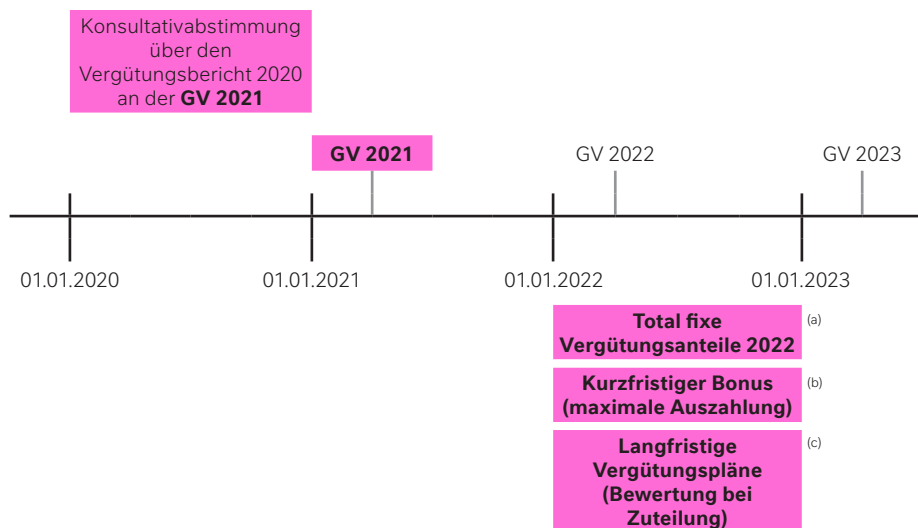 Konsultativabstimmung
über den
Vergütungsbericht 2020
an der GV 2021
GV 2021
GV 2022
GV 2023
01.01.2020
01.01.2021
01.01.2022
01.01.2023
Total fixe
Vergütungsanteile 2022
(a)
Kurzfristiger Bonus
(maximale Auszahlung)
(b)
Langfristige
Vergütungspläne
(Bewertung bei
Zuteilung)
(c)